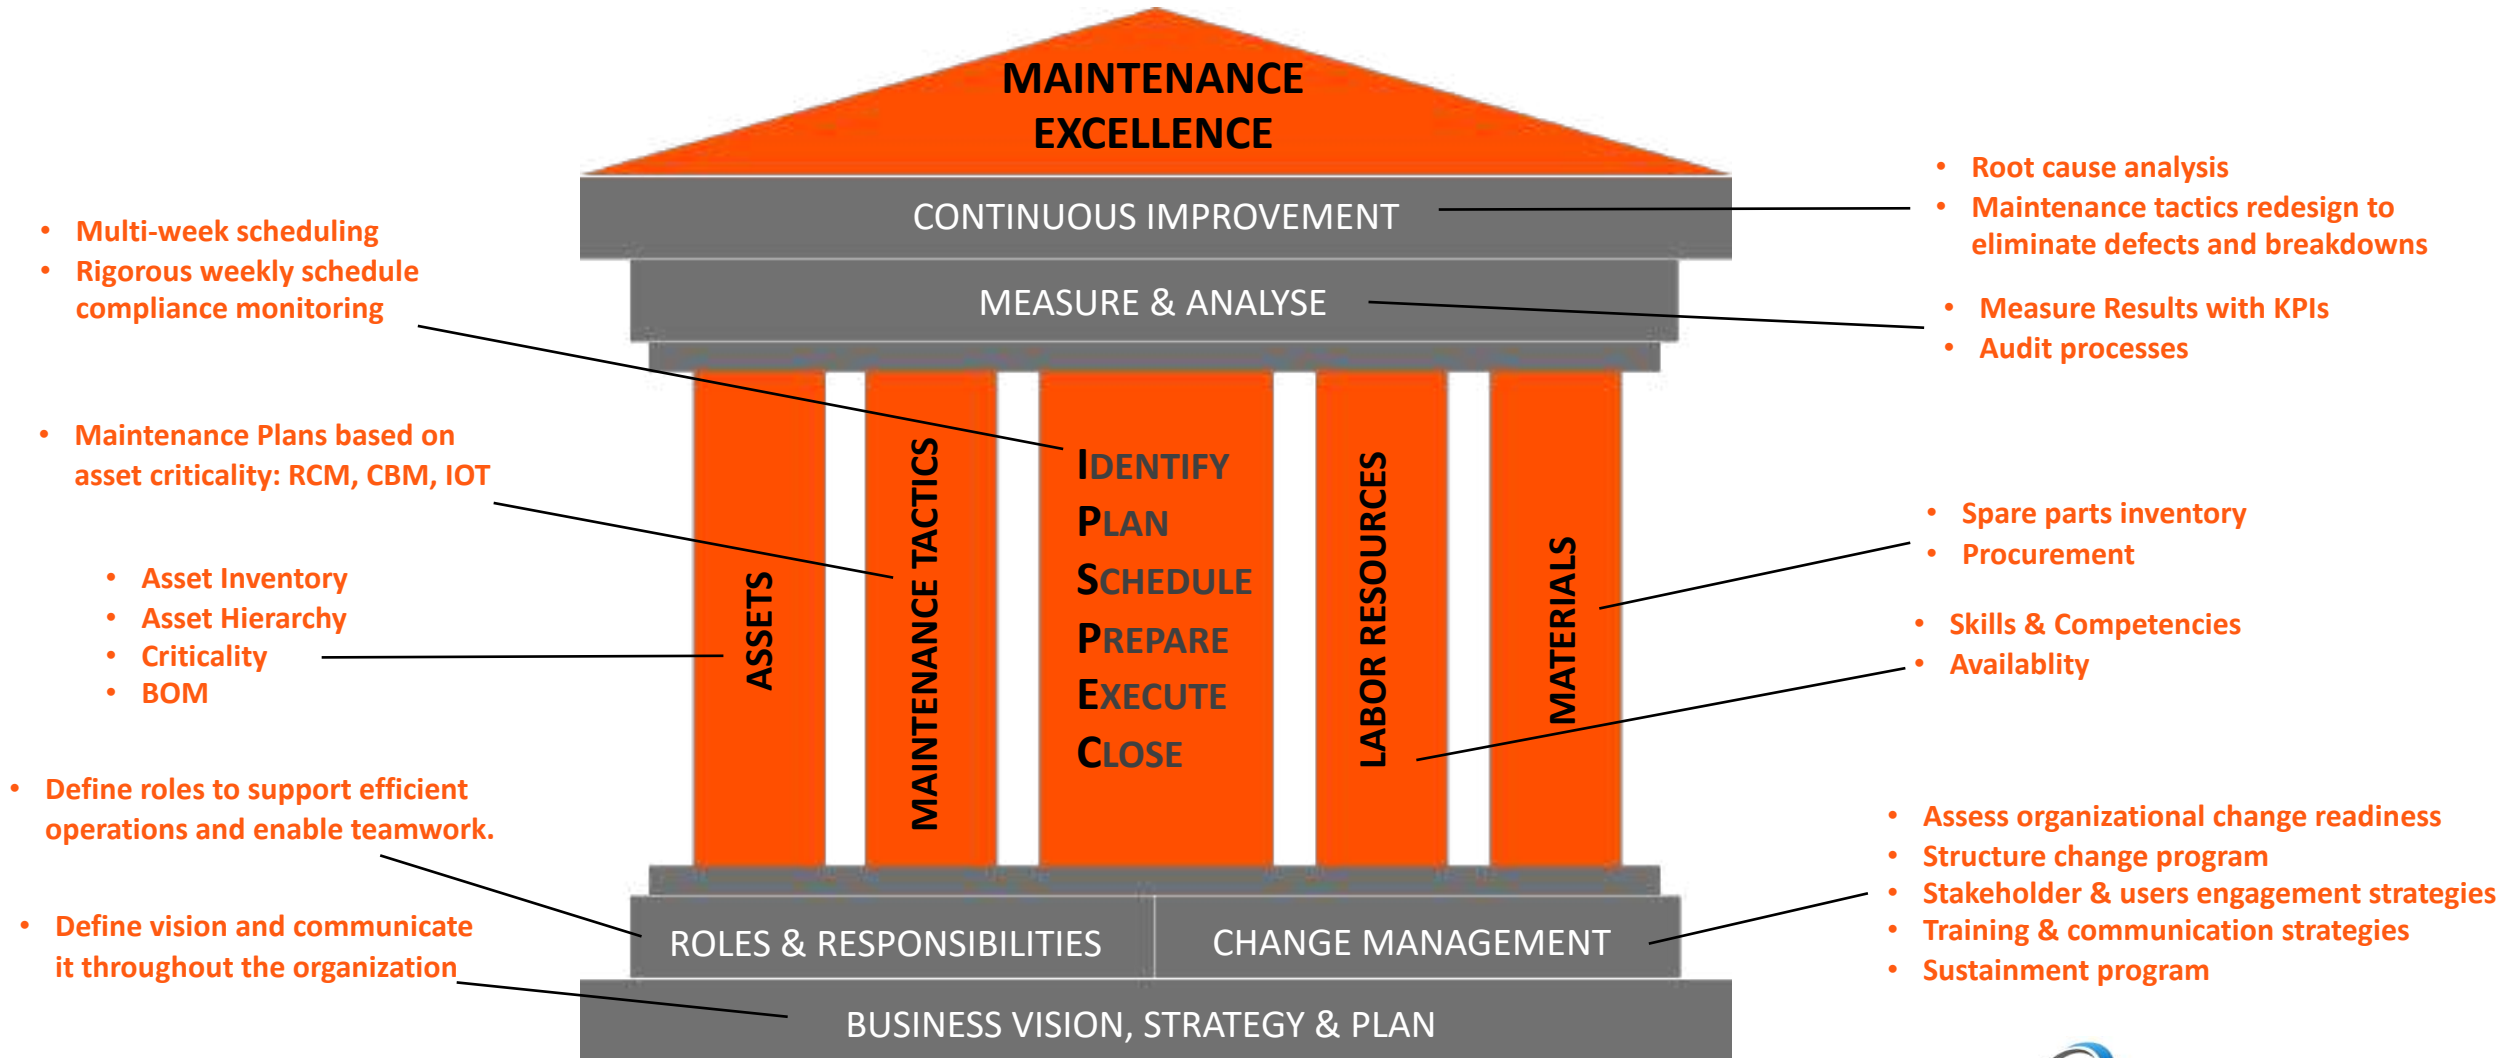 MAINTENANCE
EXCELLENCE
CONTINUOUS IMPROVEMENT
MEASURE & ANALYSE
• Multi-week scheduling
• Rigorous weekly schedule
compliance monitoring
• Maintenance Plans based on
asset criticality: RCM, CBM, IOT
• Asset Inventory
• Asset Hierarchy
• Criticality
• BOM
• Define roles to support efficient
operations and enable teamwork.
• Define vision and communicate
it throughout the organization
ASSETS
MAINTENANCE TACTICS
IDENTIFY
PLAN
SCHEDULE
PREPARE
EXECUTE
CLOSE
LABOR RESOURCES
MATERIALS
ROLES & RESPONSIBILITIES
CHANGE MANAGEMENT
BUSINESS VISION, STRATEGY & PLAN
• Root cause analysis
• Maintenance tactics redesign to
eliminate defects and breakdowns
• Measure Results with KPIs
• Audit processes
• Spare parts inventory
• Procurement
• Skills & Competencies
• Availablity
• Assess organizational change readiness
• Structure change program
• Stakeholder & users engagement strategies
• Training & communication strategies
• Sustainment program